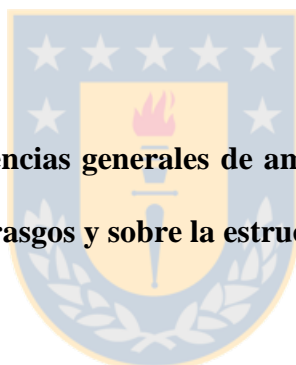 encias generales de am
rasgos y sobre la estruc